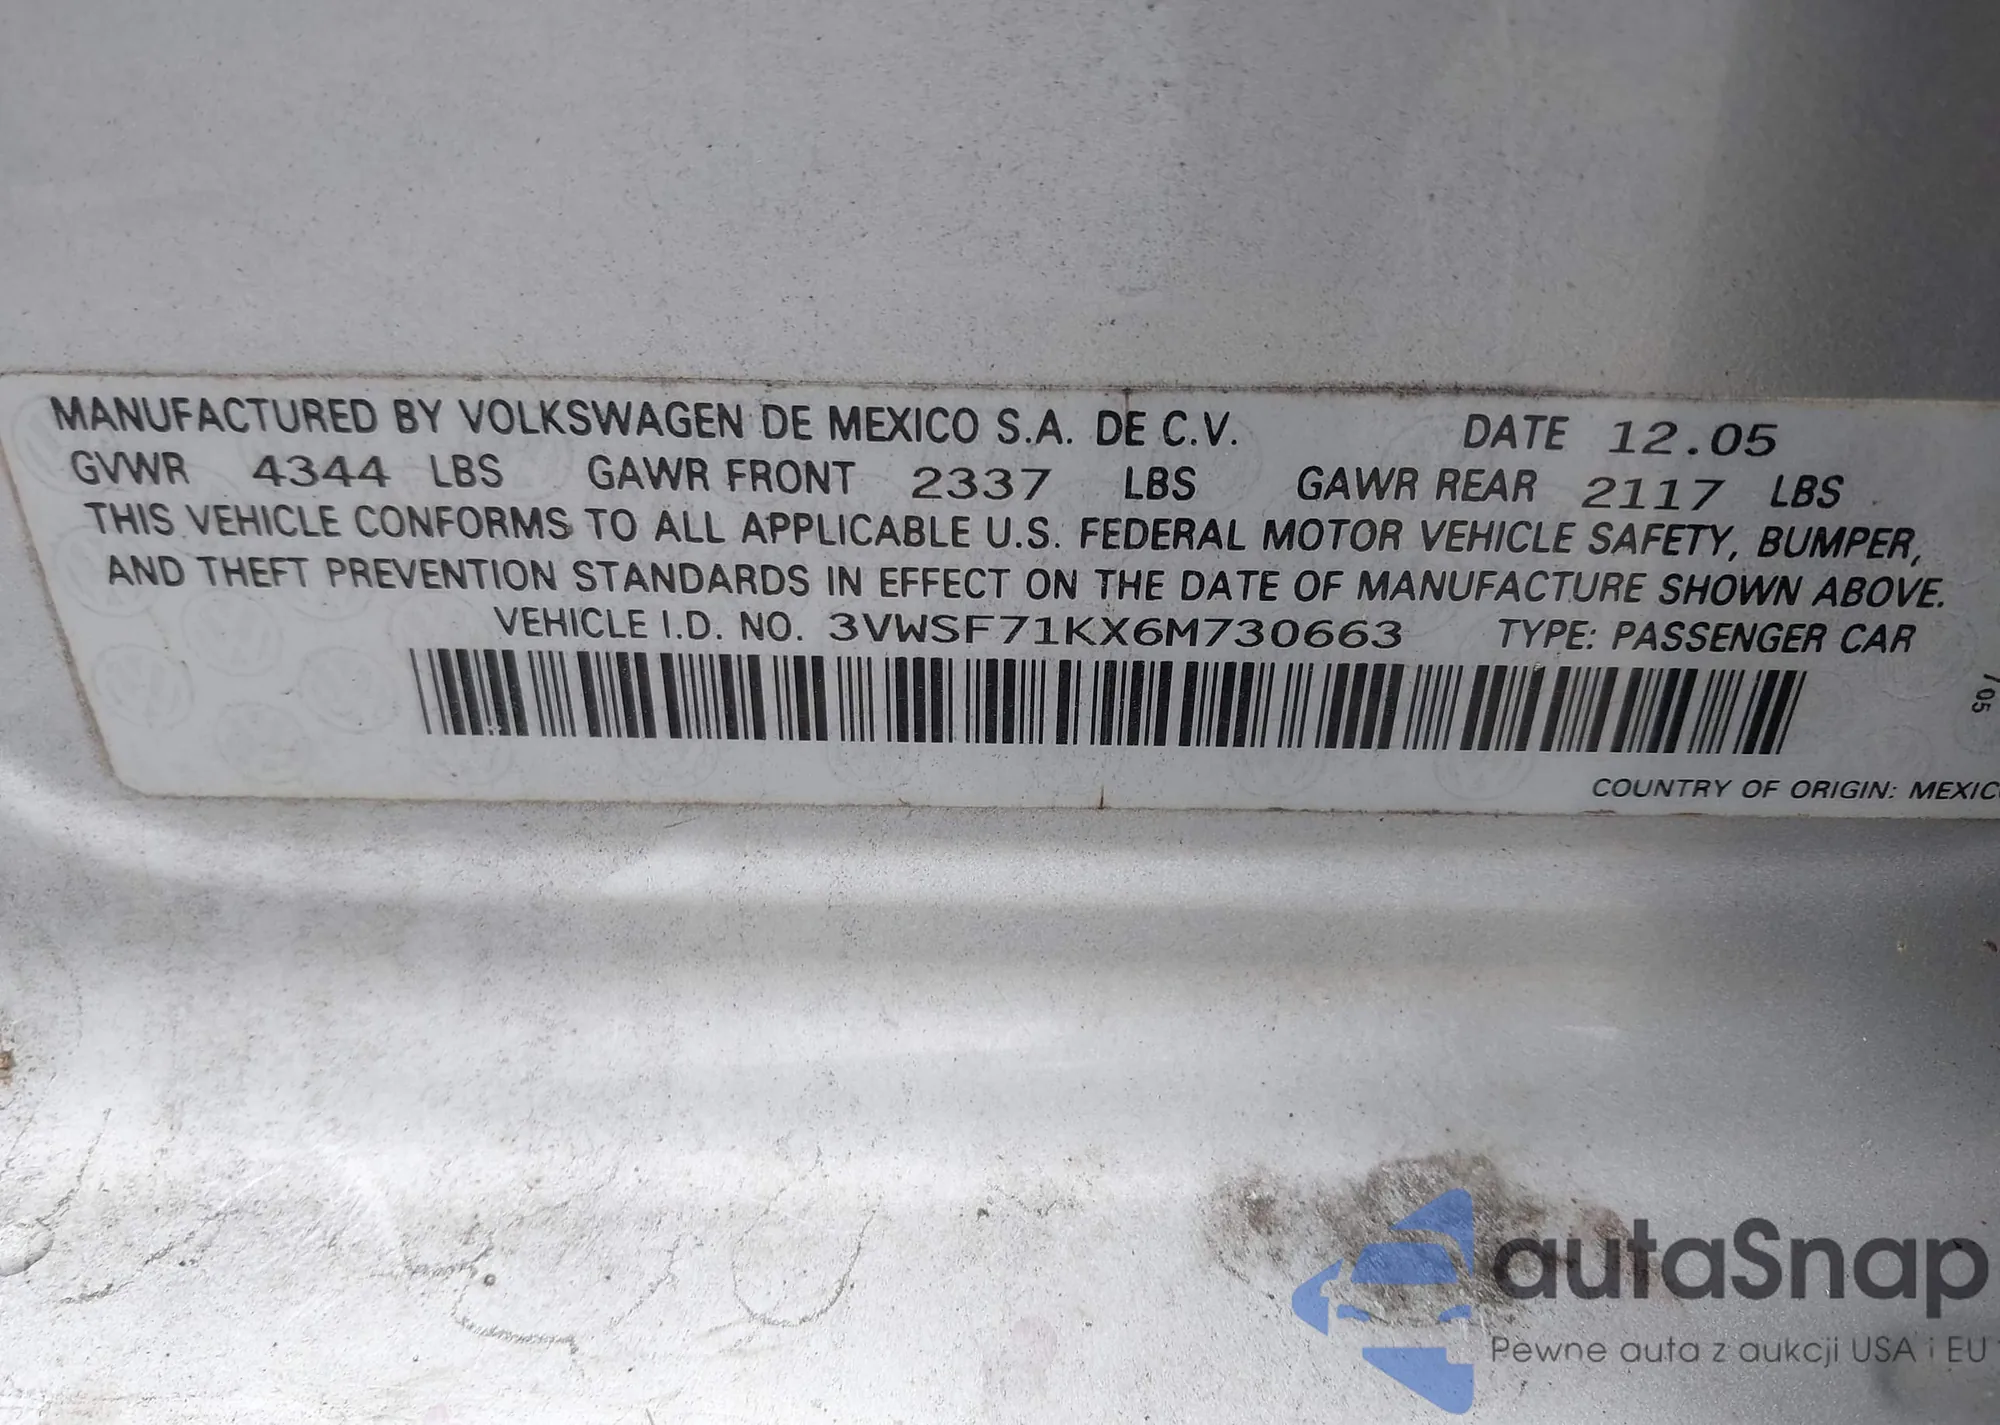 MANUFACTURED BY VOLKSWAGEN DE MEXICO S.A. DE C.V. DATE 12.05
GVWR 4344 LBS GAWR FRONT 2337 LBS GAWR REAR 2117 LBS
THIS VEHICLE CONFORMS TO ALL APPLICABLE U.S. FEDERAL MOTOR VEHICLE SAFETY, BUMPER,
AND THEFT PREVENTION STANDARDS IN EFFECT ON THE DATE OF MANUFACTURE SHOWN ABOVE.
VEHICLE I.D. NO. 3VWSF71KX6M730663 TYPE: PASSENGER CAR
705
COUNTRY OF ORIGIN: MEXIC
autaSnap
Pewne auta z aukcji USA i EU